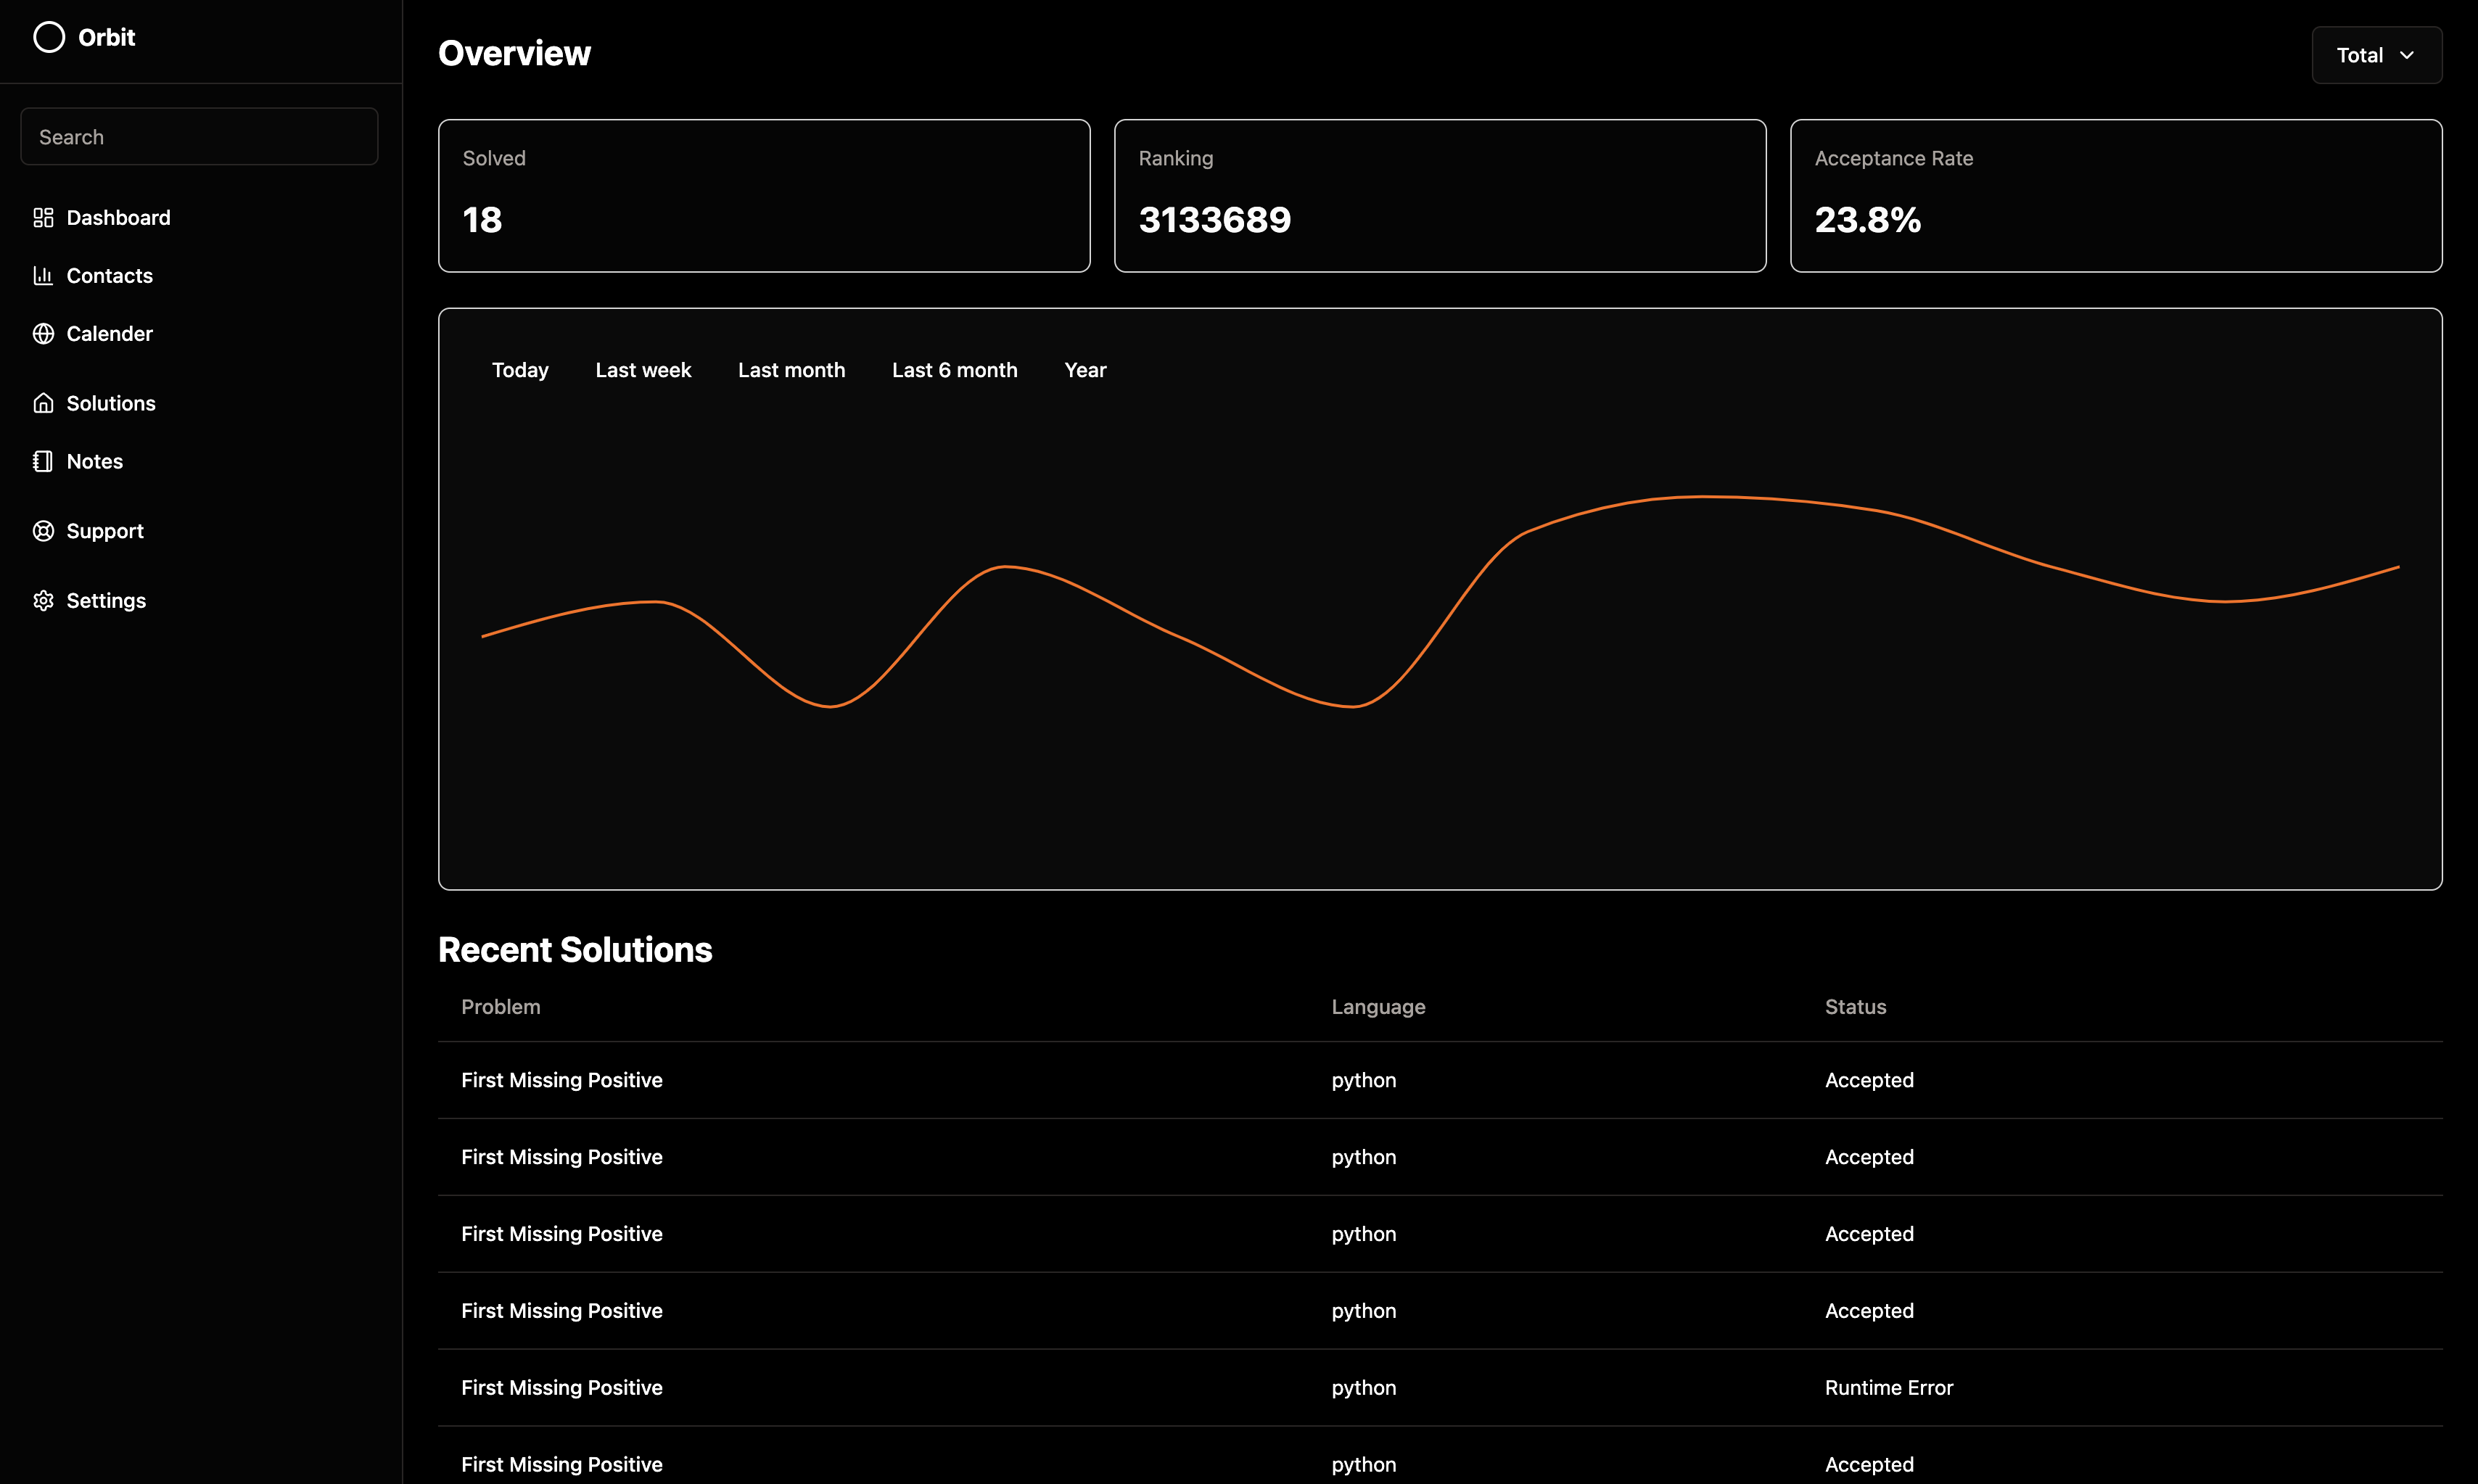 Orbit
Search
Dashboard
Contacts
Calender
Solutions
Notes
Support
Settings
Overview
Total
Solved
18
Ranking
3133689
Acceptance Rate
23.8%
Today Last week Last month Last 6 month Year
Recent Solutions
Problem Language Status
First Missing Positive python Accepted
First Missing Positive python Accepted
First Missing Positive python Accepted
First Missing Positive python Accepted
First Missing Positive python Runtime Error
First Missing Positive python Accepted